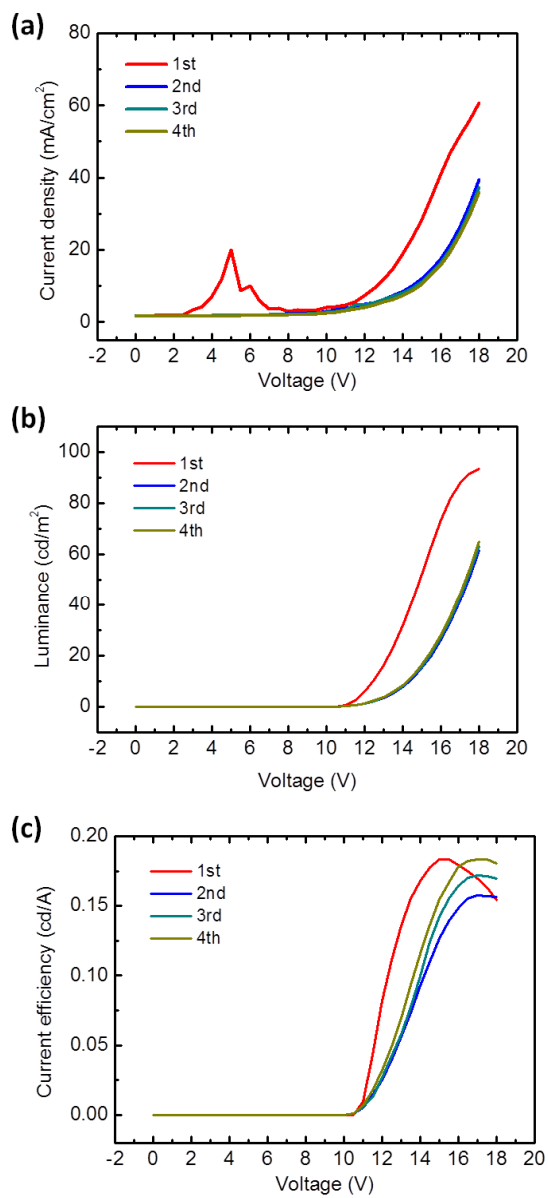 (a)
80
60
40
20
0
Current density (mA/cm²)
1st
2nd
3rd
4th
-2 0 2 4 6 8 10 12 14 16 18 20
Voltage (V)
(b)
100
80
60
40
20
0
Luminance (cd/m²)
1st
2nd
3rd
4th
-2 0 2 4 6 8 10 12 14 16 18 20
Voltage (V)
(c)
0.20
0.15
0.10
0.05
0.00
Current efficiency (cd/A)
1st
2nd
3rd
4th
-2 0 2 4 6 8 10 12 14 16 18 20
Voltage (V)